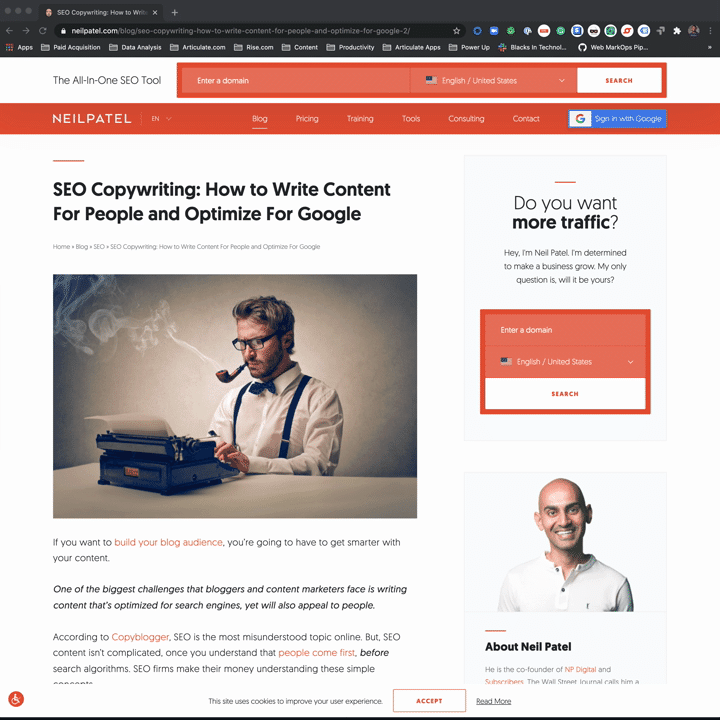 SEO Copywriting: How to Write
neilpatel.com/blog/seo-copywriting-how-to-write-content-for-people-and-optimize-for-google-2/
Apps Paid Acquisition Data Analysis Articulate.com Rise.com Content Productivity Articulate Apps Power Up Blacks In Technol... Web MarkOps Pip... »
The All-In-One SEO Tool
Enter a domain
English / United States
SEARCH
NEILPATEL
EN
Blog Pricing Training Tools Consulting Contact
Sign in with Google
SEO Copywriting: How to Write Content
For People and Optimize For Google
Home » Blog » SEO » SEO Copywriting: How to Write Content For People and Optimize For Google
If you want to build your blog audience, you're going to have to get smarter with
your content.
One of the biggest challenges that bloggers and content marketers face is writing
content that's optimized for search engines, yet will also appeal to people.
According to Copyblogger, SEO is the most misunderstood topic online. But, SEO
content isn't complicated, once you understand that people come first, before
search algorithms. SEO firms make their money understanding these simple
concepts.
Do you want
more traffic?
Hey, I'm Neil Patel. I'm determined
to make a business grow. My only
question is, will it be yours?
Enter a domain
English / United States
SEARCH
About Neil Patel
He is the co-founder of NP Digital and
Subscribers. The Wall Street Journal calls him a
This site uses cookies to improve your user experience.
ACCEPT
Read More